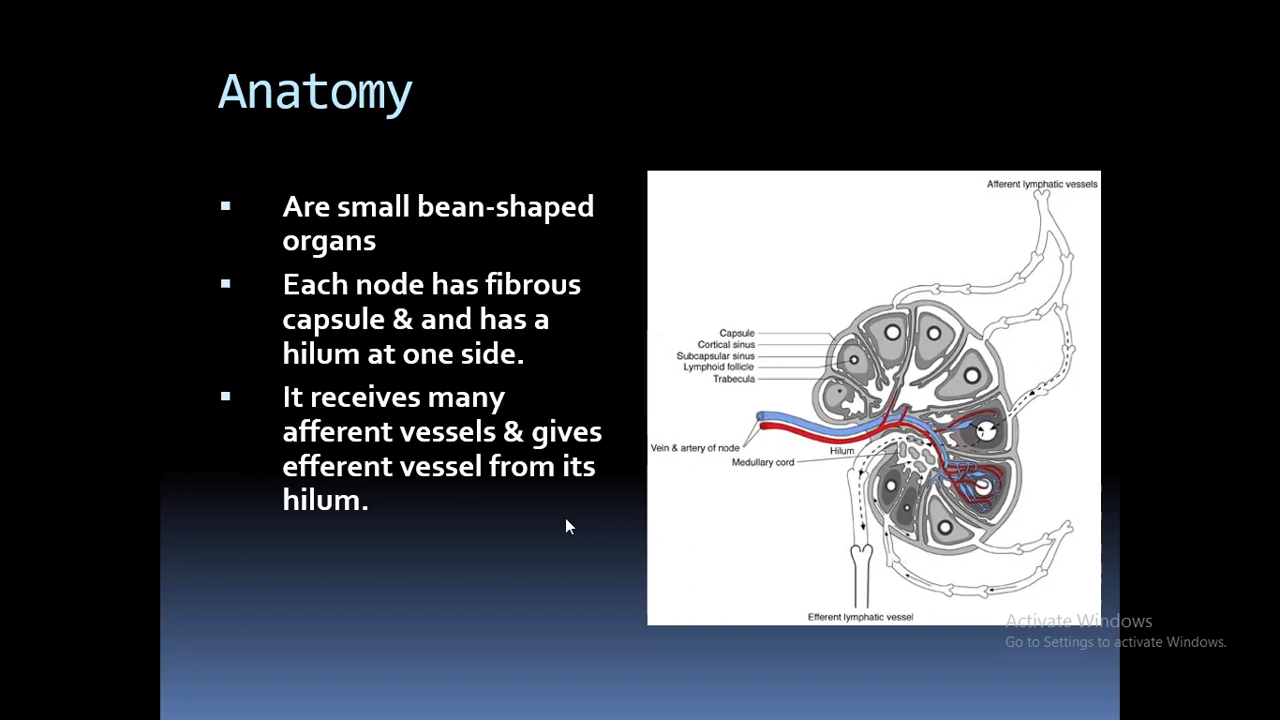 Anatomy
Are small bean-shaped
organs
Each node has fibrous
capsule & and has a
hilum at one side.
It receives many
afferent vessels & gives
efferent vessel from its
hilum.
Afferent lymphatic vessels
Capsule
Cortical sinus
Subcapsular sinus
Lymphoid follicle
Trabecula
Vein & artery of node
Hilum
Medullary cord
Efferent lymphatic vessel
Activate Windows
Go to Settings to activate Windows.